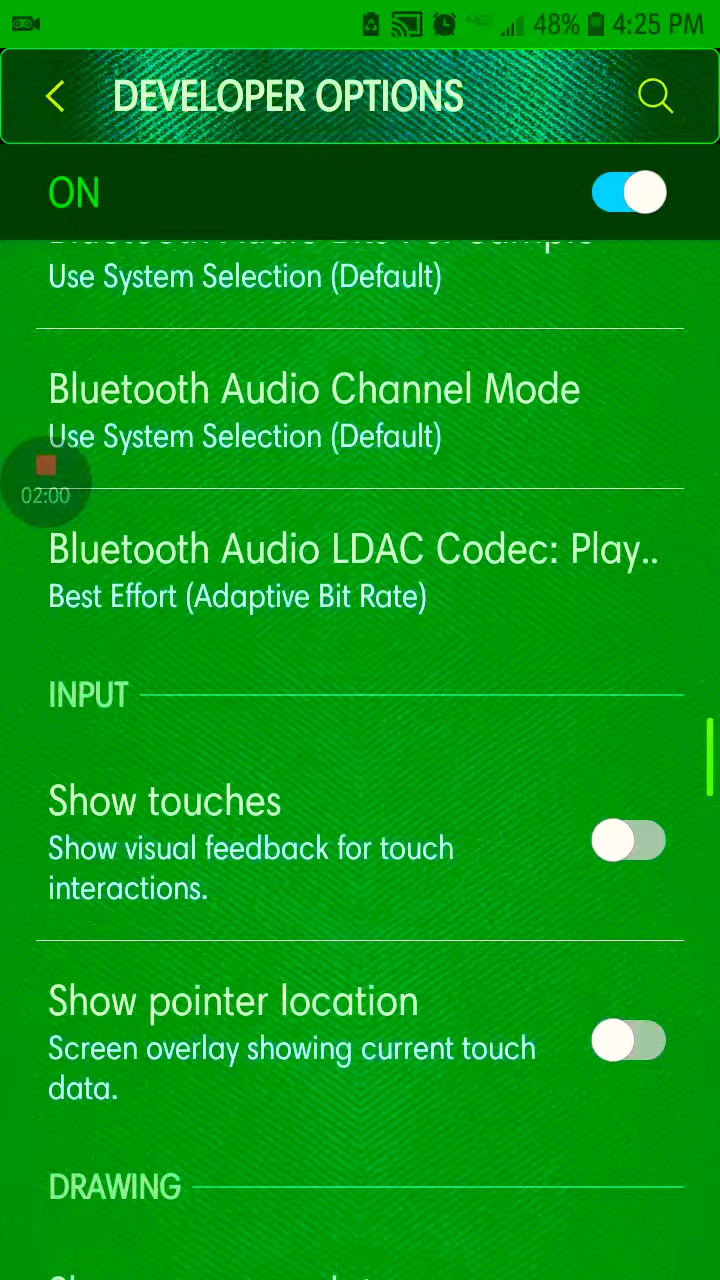 48% 4:25 PM
DEVELOPER OPTIONS
ON
Use System Selection (Default)
Bluetooth Audio Channel Mode
Use System Selection (Default)
02:00
Bluetooth Audio LDAC Codec: Play..
Best Effort (Adaptive Bit Rate)
INPUT
Show touches
Show visual feedback for touch
interactions.
Show pointer location
Screen overlay showing current touch
data.
DRAWING